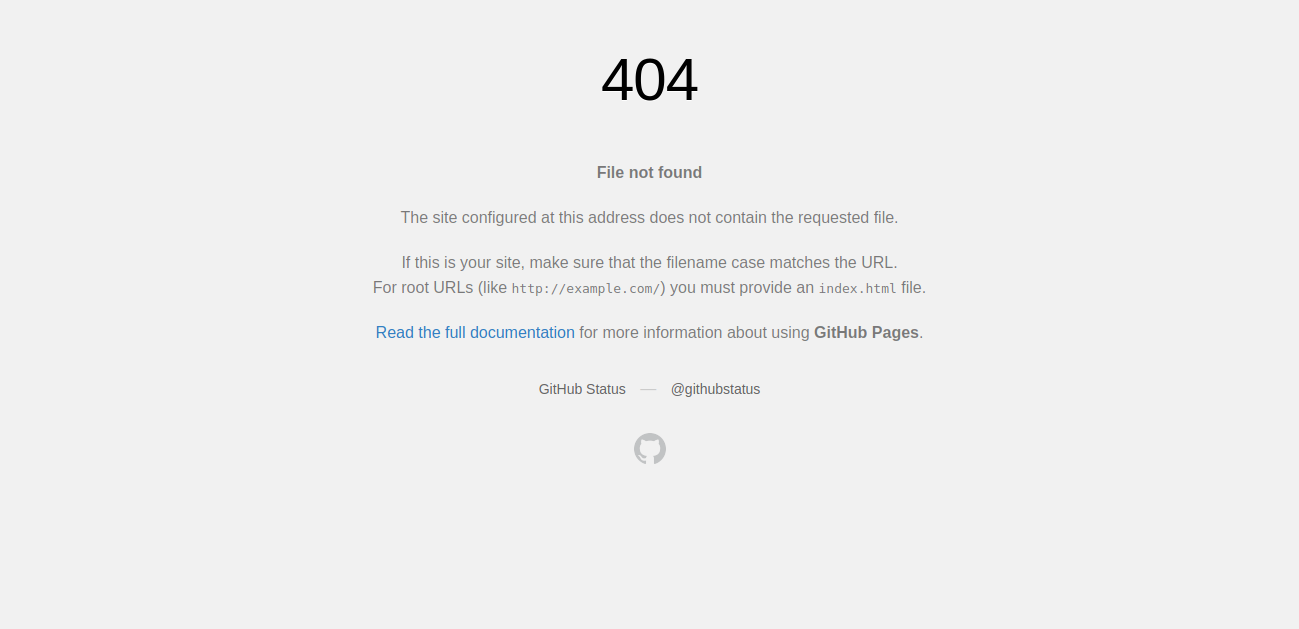 404
File not found
The site configured at this address does not contain the requested file.
If this is your site, make sure that the filename case matches the URL.
For root URLs (like http://example.com/) you must provide an index.html file.
Read the full documentation for more information about using GitHub Pages.
GitHub Status — @githubstatus